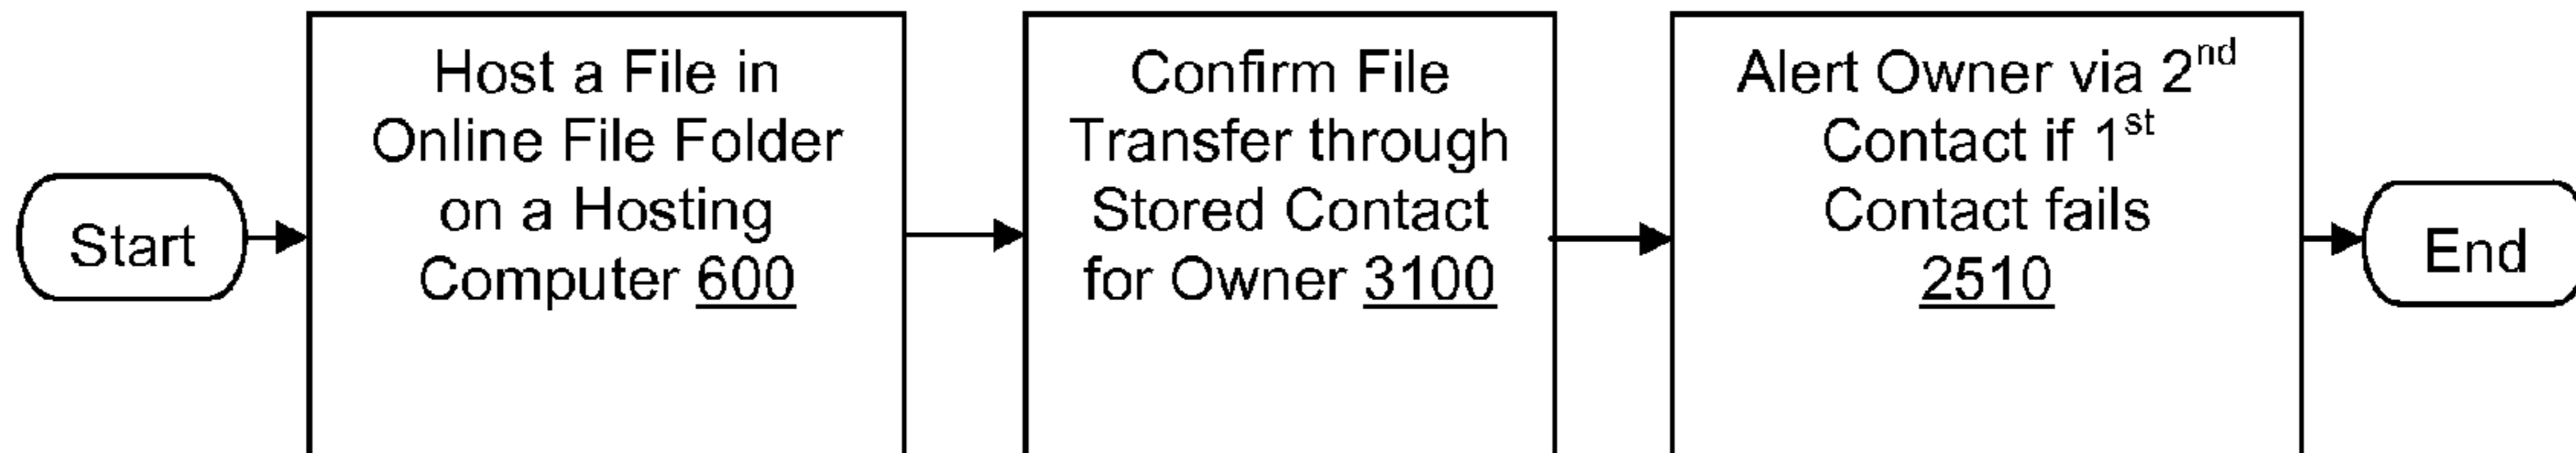 Start
Host a File in
Online File Folder
on a Hosting
Computer 600
Confirm File
Transfer through
Stored Contact
for Owner 3100
Alert Owner via 2nd
Contact if 1st
Contact fails
2510
End